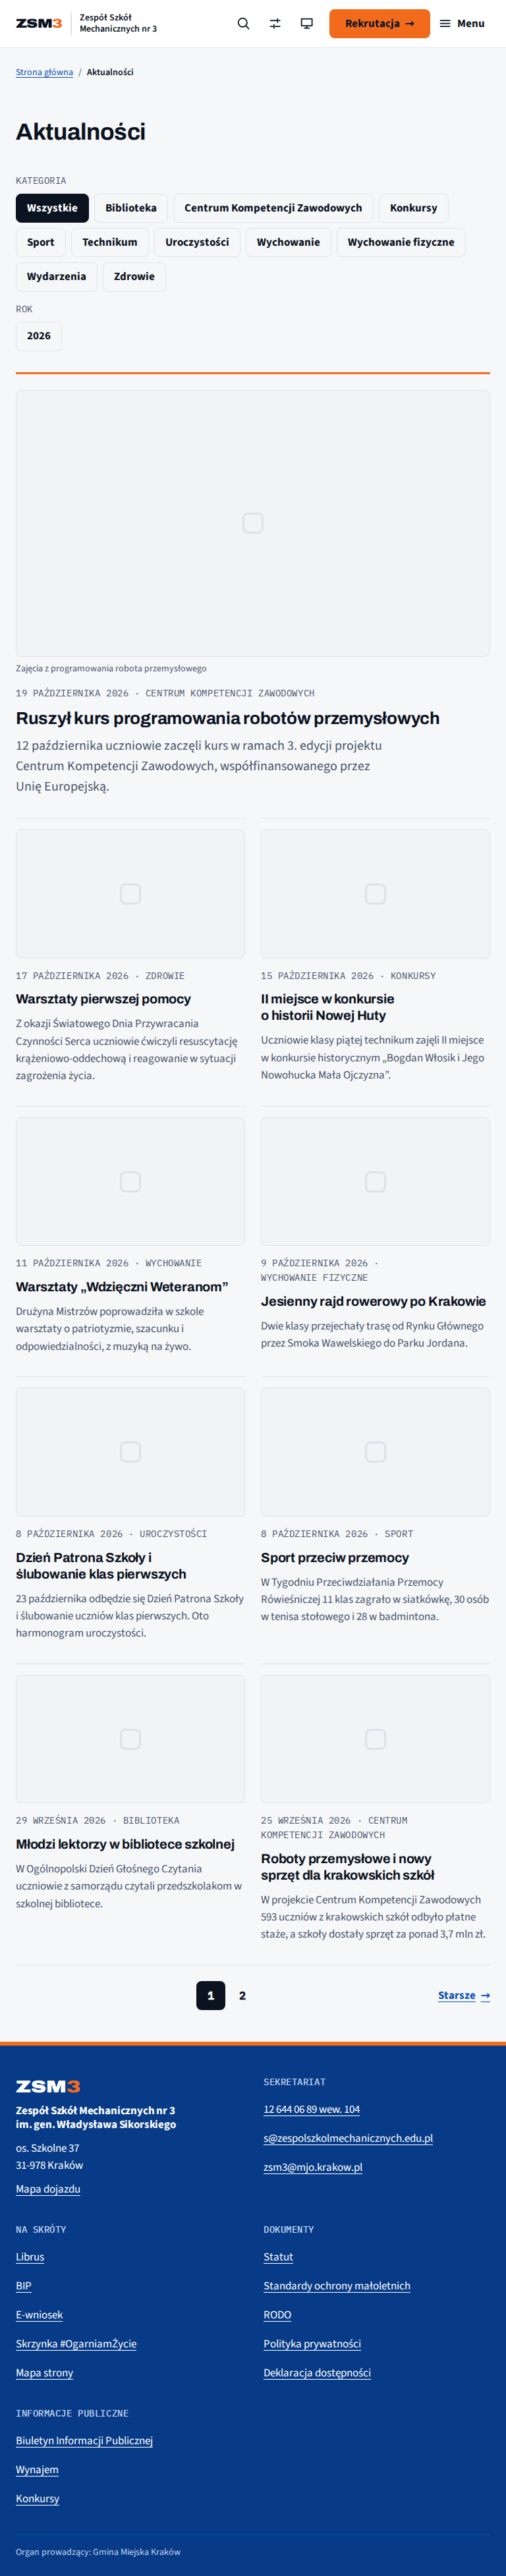 ZSM3
Zespół Szkół
Mechanicznych nr 3
Rekrutacja →
Menu
Strona główna / Aktualności
Aktualności
KATEGORIA
Wszystkie
Biblioteka
Centrum Kompetencji Zawodowych
Konkursy
Sport
Technikum
Uroczystości
Wychowanie
Wychowanie fizyczne
Wydarzenia
Zdrowie
ROK
2026
Zajęcia z programowania robota przemysłowego
19 PAŹDZIERNIKA 2026 · CENTRUM KOMPETENCJI ZAWODOWYCH
Ruszył kurs programowania robotów przemysłowych
12 października uczniowie zaczęli kurs w ramach 3. edycji projektu
Centrum Kompetencji Zawodowych, współfinansowanego przez
Unię Europejską.
17 PAŹDZIERNIKA 2026 · ZDROWIE
Warsztaty pierwszej pomocy
Z okazji Światowego Dnia Przywracania
Czynności Serca uczniowie ćwiczyli resuscytację
krążeniowo-oddechową i reagowanie w sytuacji
zagrożenia życia.
15 PAŹDZIERNIKA 2026 · KONKURSY
II miejsce w konkursie
o historii Nowej Huty
Uczniowie klasy piątej technikum zajęli II miejsce
w konkursie historycznym „Bogdan Włosik i Jego
Nowohucka Mała Ojczyzna”.
11 PAŹDZIERNIKA 2026 · WYCHOWANIE
Warsztaty „Wdzięczni Weteranom”
Drużyna Mistrzów poprowadziła w szkole
warsztaty o patriotyzmie, szacunku i
odpowiedzialności, z muzyką na żywo.
9 PAŹDZIERNIKA 2026 ·
WYCHOWANIE FIZYCZNE
Jesienny rajd rowerowy po Krakowie
Dwie klasy przejechały trasę od Rynku Głównego
przez Smoka Wawelskiego do Parku Jordana.
8 PAŹDZIERNIKA 2026 · UROCZYSTOŚCI
Dzień Patrona Szkoły i
ślubowanie klas pierwszych
23 października odbędzie się Dzień Patrona Szkoły
i ślubowanie uczniów klas pierwszych. Oto
harmonogram uroczystości.
8 PAŹDZIERNIKA 2026 · SPORT
Sport przeciw przemocy
W Tygodniu Przeciwdziałania Przemocy
Rówieśniczej 11 klas zagrało w siatkówkę, 30 osób
w tenisa stołowego i 28 w badmintona.
29 WRZEŚNIA 2026 · BIBLIOTEKA
Młodzi lektorzy w bibliotece szkolnej
W Ogólnopolski Dzień Głośnego Czytania
uczniowie z samorządu czytali przedszkolakom w
szkolnej bibliotece.
25 WRZEŚNIA 2026 · CENTRUM
KOMPETENCJI ZAWODOWYCH
Roboty przemysłowe i nowy
sprzęt dla krakowskich szkół
W projekcie Centrum Kompetencji Zawodowych
593 uczniów z krakowskich szkół odbyło płatne
staże, a szkoły dostały sprzęt za ponad 3,7 mln zł.
1
2
Starsze →
ZSM3
Zespół Szkół Mechanicznych nr 3
im. gen. Władysława Sikorskiego
os. Szkolne 37
31-978 Kraków
Mapa dojazdu
SEKRETARIAT
12 644 06 89 wew. 104
s@zespolszkolmechanicznych.edu.pl
zsm3@mjo.krakow.pl
NA SKRÓTY
Librus
BIP
E-wniosek
Skrzynka #OgarniamŻycie
Mapa strony
DOKUMENTY
Statut
Standardy ochrony małoletnich
RODO
Polityka prywatności
Deklaracja dostępności
INFORMACJE PUBLICZNE
Biuletyn Informacji Publicznej
Wynajem
Konkursy
Organ prowadzący: Gmina Miejska Kraków